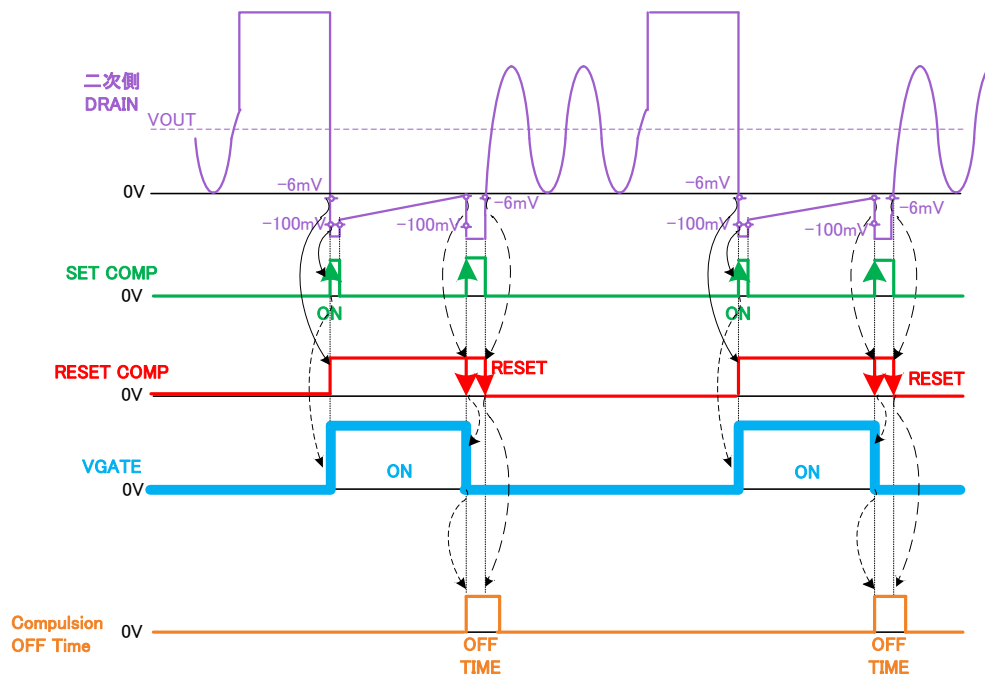 二次側
DRAIN
VOUT
0V
-6mV
-100mV
-100mV
-6mV
-6mV
-100mV
-6mV
SET COMP
0V
ON
ON
RESET COMP
0V
RESET
RESET
VGATE
0V
ON
ON
Compulsion
OFF Time
0V
OFF
TIME
OFF
TIME